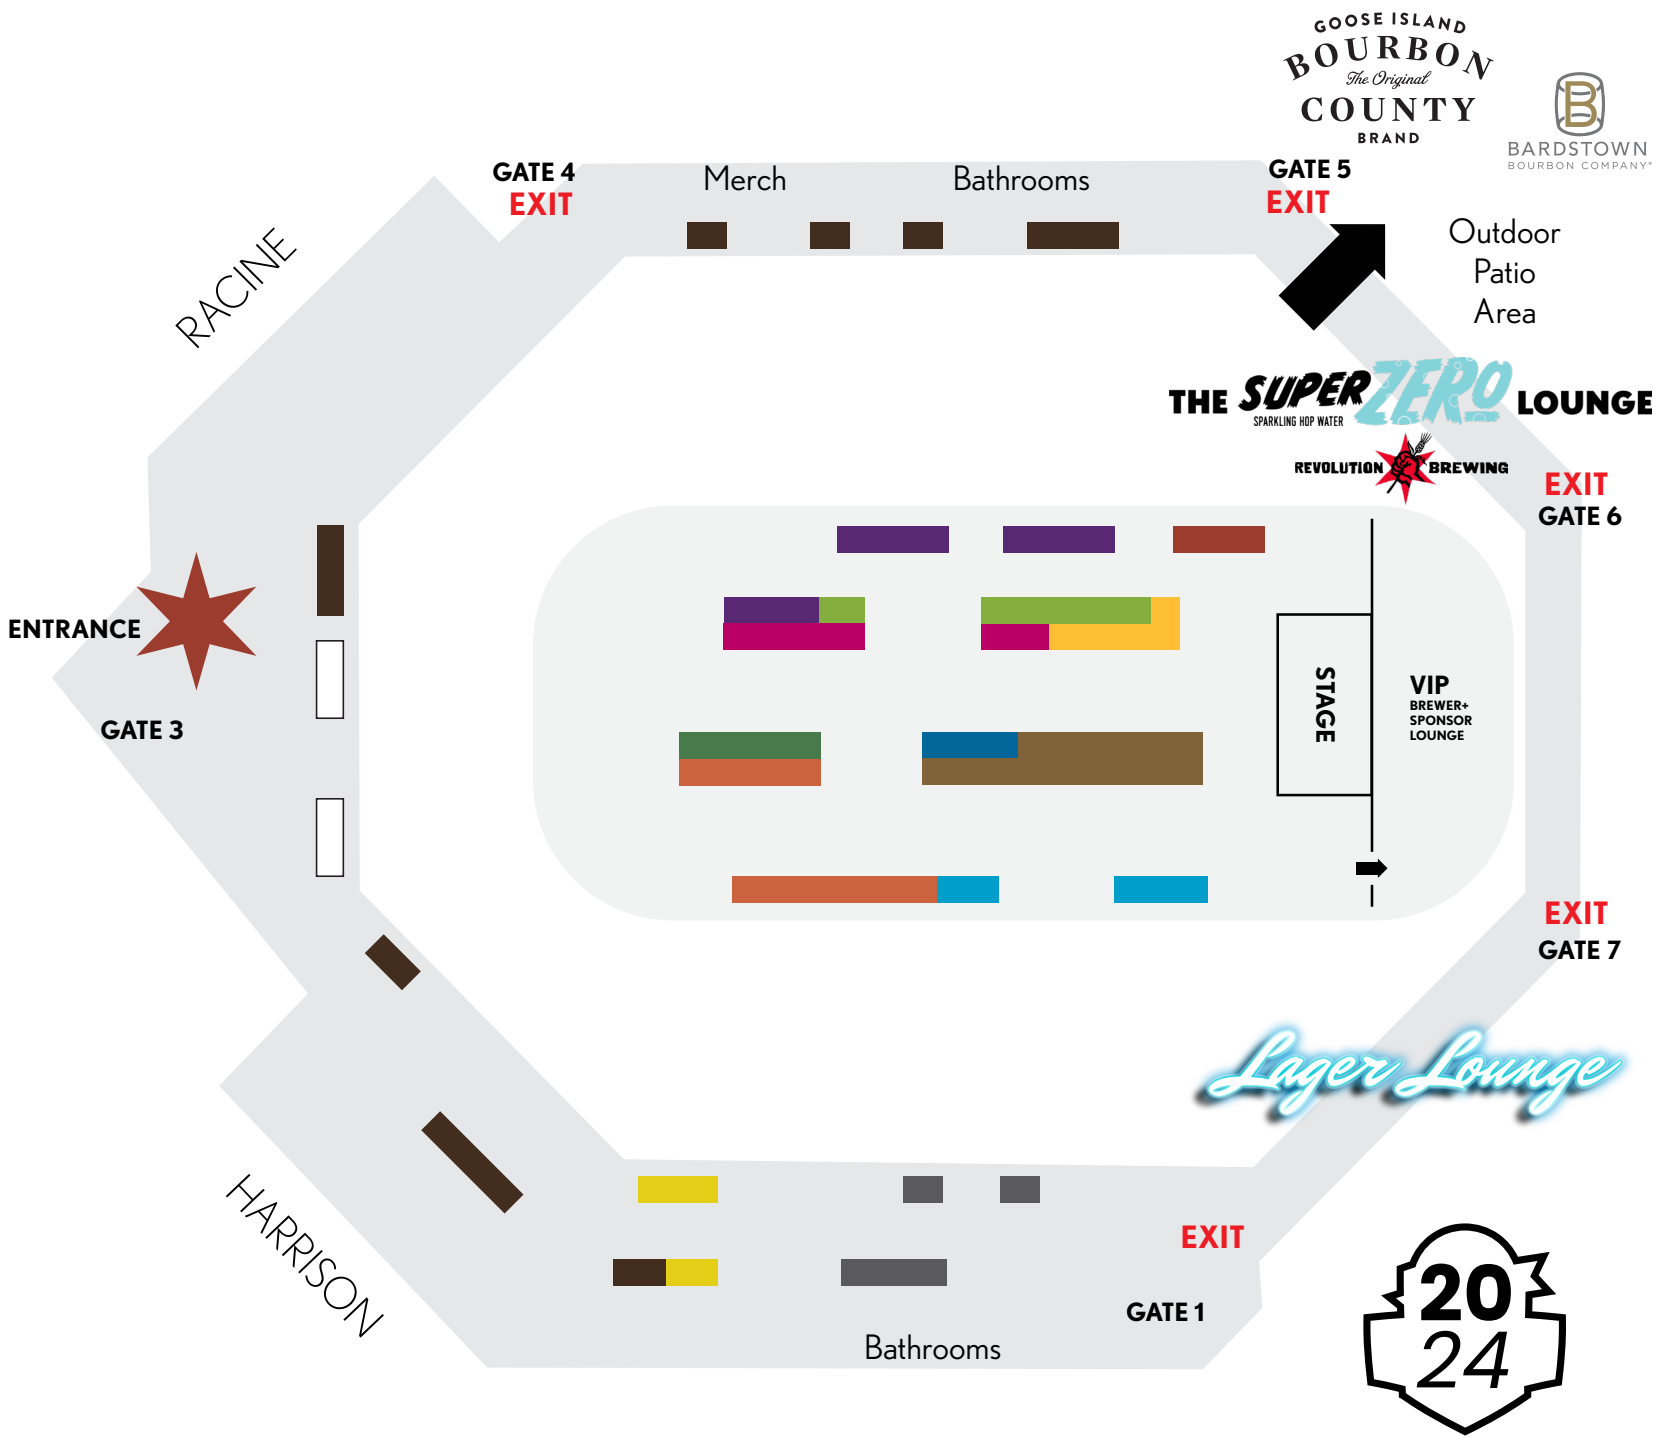 GOOSE ISLAND
BOURBON
The Original
COUNTY
BRAND
B
BARDSTOWN
BOURBON COMPANY®
GATE 4
EXIT
Merch
Bathrooms
GATE 5
EXIT
Outdoor
Patio
Area
RACINE
THE SUPER ZERO LOUNGE
SPARKLING HOP WATER
REVOLUTION BREWING
EXIT
GATE 6
ENTRANCE
GATE 3
STAGE
VIP
BREWER+
SPONSOR
LOUNGE
EXIT
GATE 7
Lager Lounge
HARRISON
EXIT
GATE 1
Bathrooms
20
24